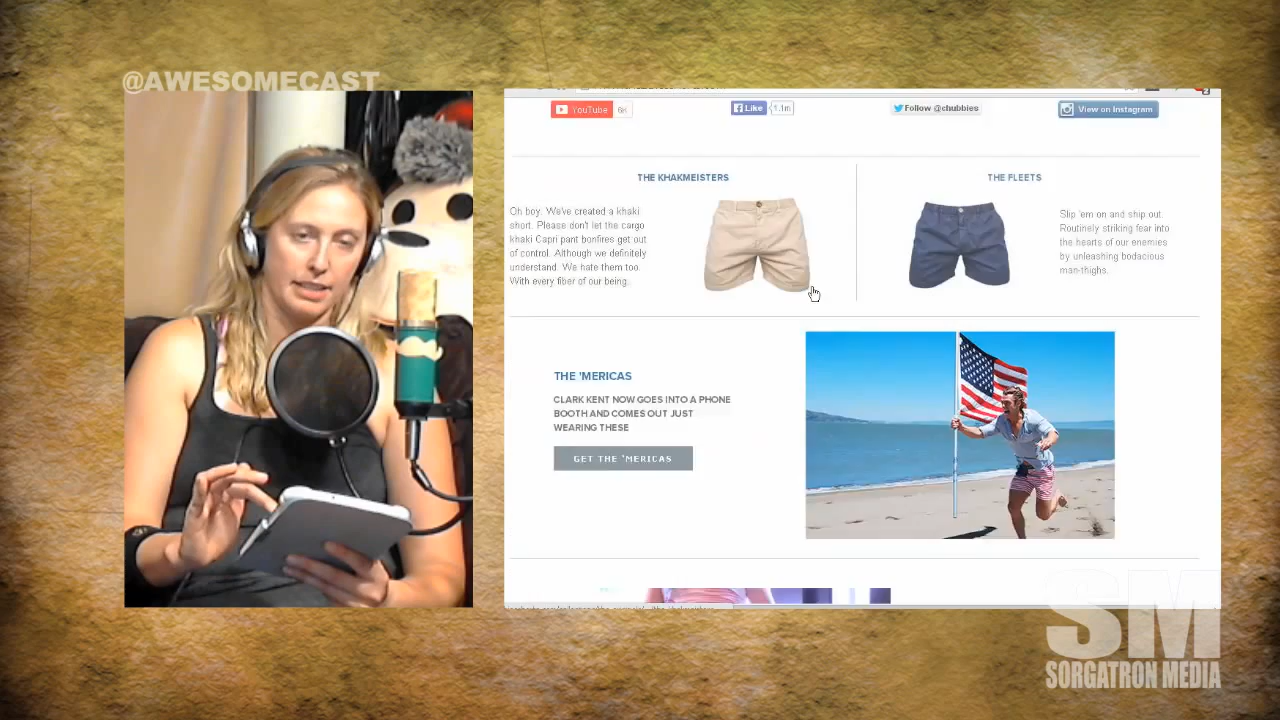 @AWESOMECAST
YouTube 6K
Like 1.1m
Follow @chubbies
View on Instagram
THE KHAKMEISTERS
Oh boy. We've created a khaki
short. Please don't let the cargo
khaki Capri pant bonfires get out
of control. Although we definitely
understand. We hate them too.
With every fiber of our being.
THE FLEETS
Slip 'em on and ship out.
Routinely striking fear into
the hearts of our enemies
by unleashing bodacious
man-thighs.
THE 'MERICAS
CLARK KENT NOW GOES INTO A PHONE
BOOTH AND COMES OUT JUST
WEARING THESE
GET THE 'MERICAS
SM
SORGATRON MEDIA